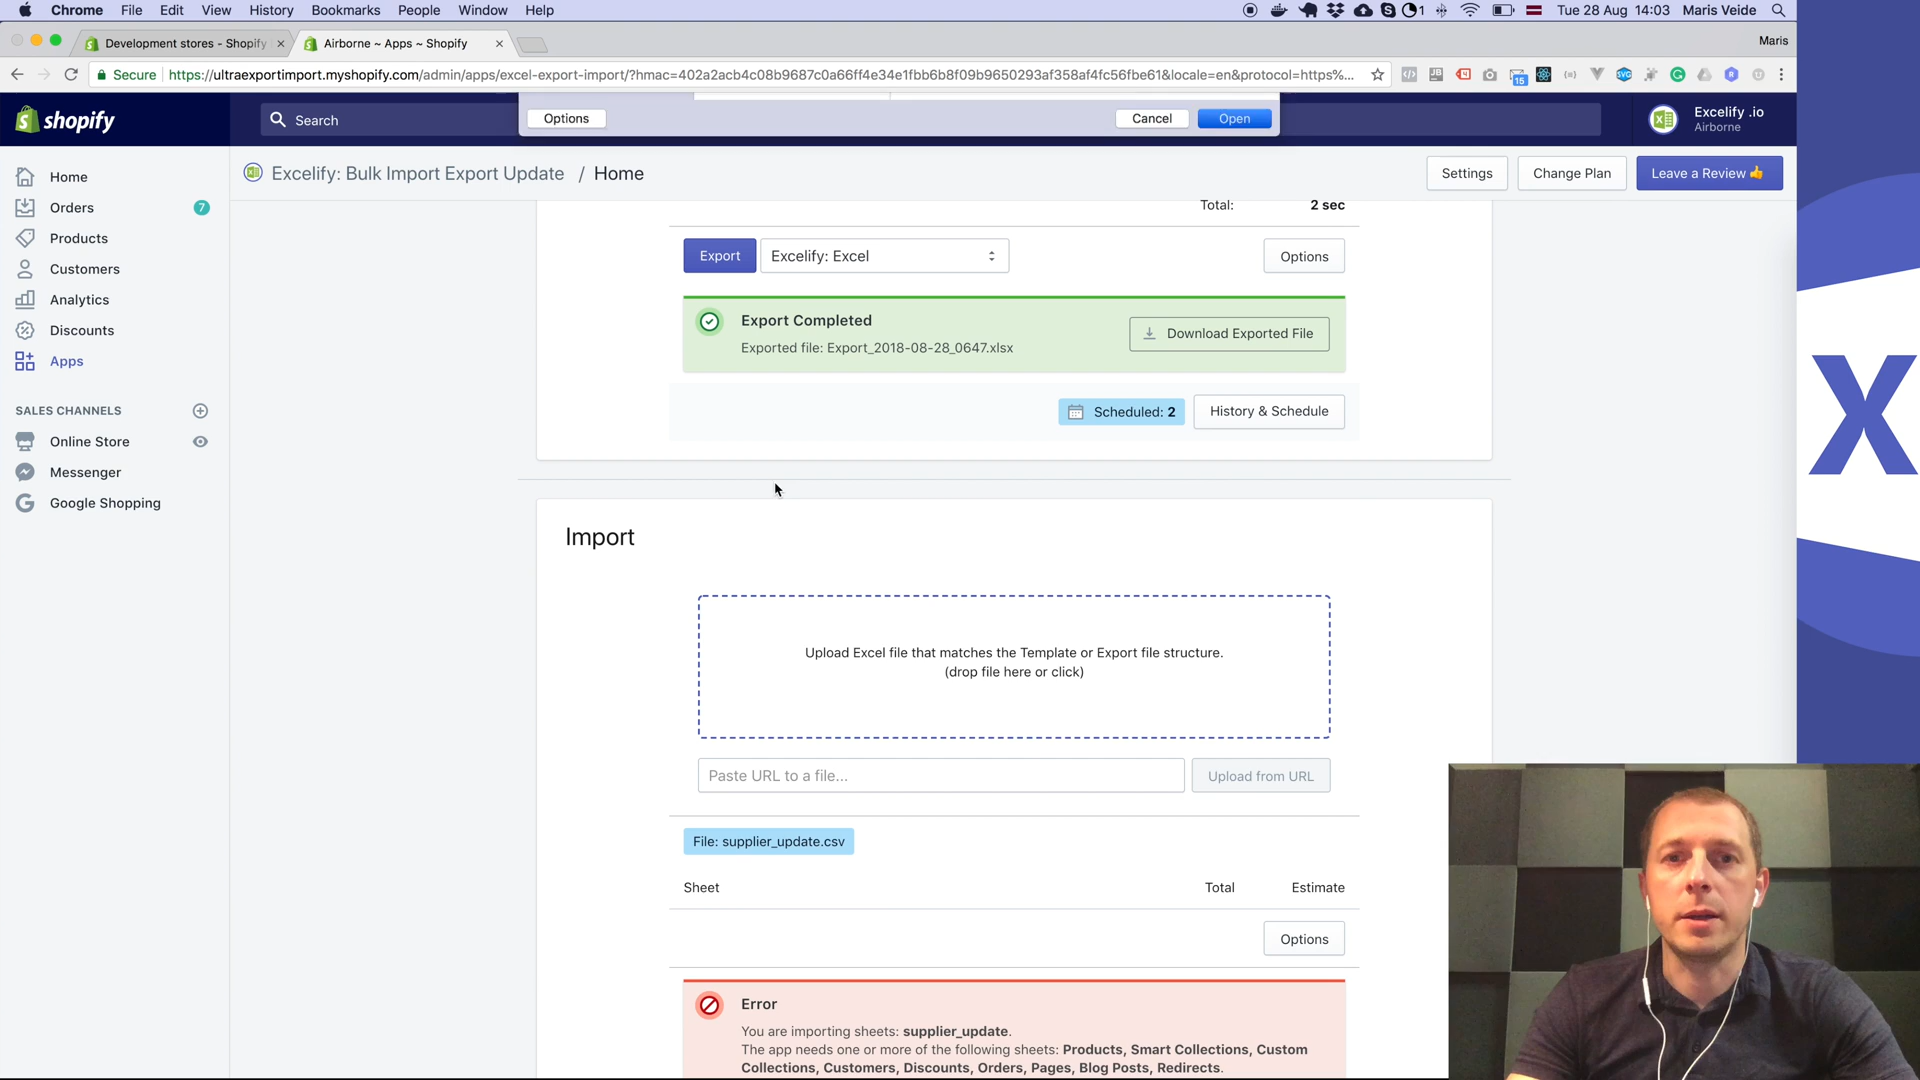 Chrome File Edit View History Bookmarks People Window Help 1 Tue 28 Aug 14:03 Maris Veide
Development stores - Shopify Airborne ~ Apps ~ Shopify Maris
Secure https://ultraexportimport.myshopify.com/admin/apps/excel-export-import/?hmac=402a2acb4c08b9687c0a66ff4e34e1fbb6b8f09b9650293af358af4fc56fbe61&locale=en&protocol=https%... 15
shopify Search Options Cancel Open Excelify .io
Airborne
Excelify: Bulk Import Export Update / Home Settings Change Plan Leave a Review
Home
Orders 7
Products
Customers
Analytics
Discounts
Apps
SALES CHANNELS
Online Store
Messenger
Google Shopping
Total: 2 sec
Export Excelify: Excel Options
Export Completed
Exported file: Export_2018-08-28_0647.xlsx Download Exported File
Scheduled: 2 History & Schedule
Import
Upload Excel file that matches the Template or Export file structure.
(drop file here or click)
Paste URL to a file... Upload from URL
File: supplier_update.csv
Sheet Total Estimate
Options
Error
You are importing sheets: supplier_update.
The app needs one or more of the following sheets: Products, Smart Collections, Custom
Collections, Customers, Discounts, Orders, Pages, Blog Posts, Redirects.
X